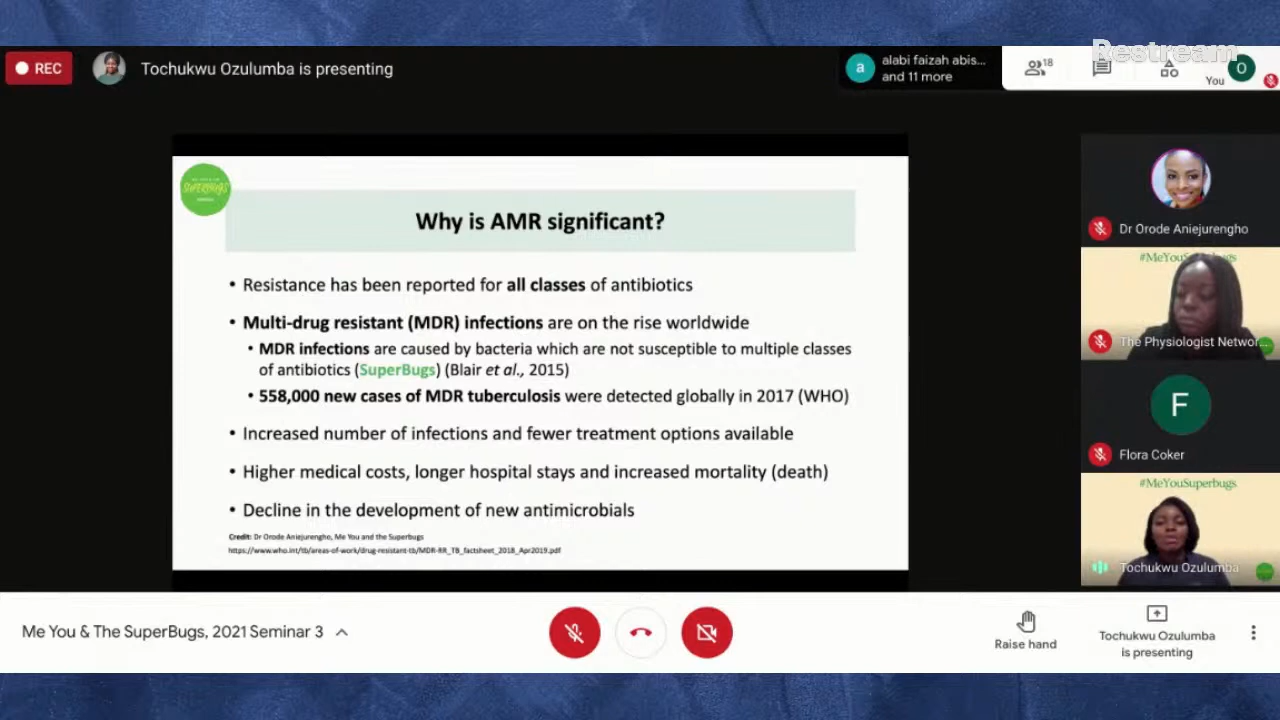 Restream
REC
Tochukwu Ozulumba is presenting
a
alabi faizah abis...
and 11 more
18
You
O
SUPERBUGS
Why is AMR significant?
• Resistance has been reported for all classes of antibiotics
• Multi-drug resistant (MDR) infections are on the rise worldwide
• MDR infections are caused by bacteria which are not susceptible to multiple classes
of antibiotics (SuperBugs) (Blair et al., 2015)
• 558,000 new cases of MDR tuberculosis were detected globally in 2017 (WHO)
• Increased number of infections and fewer treatment options available
• Higher medical costs, longer hospital stays and increased mortality (death)
• Decline in the development of new antimicrobials
Credit: Dr Orode Aniejurengho, Me You and the Superbugs
https://www.who.int/tb/areas-of-work/drug-resistant-tb/MDR-RR_TB_factsheet_2018_Apr2019.pdf
Dr Orode Aniejurengho
#MeYouSuperbugs
The Physiologist Networ...
F
Flora Coker
#MeYouSuperbugs
Tochukwu Ozulumba
Me You & The SuperBugs, 2021 Seminar 3
Raise hand
Tochukwu Ozulumba
is presenting